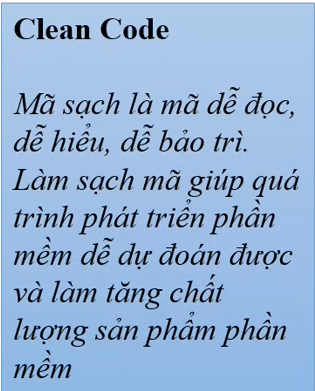 Clean Code
Mã sạch là mã dễ đọc,
dễ hiểu, dễ bảo trì.
Làm sạch mã giúp quá
trình phát triển phần
mềm dễ dự đoán được
và làm tăng chất
lượng sản phẩm phần
mềm